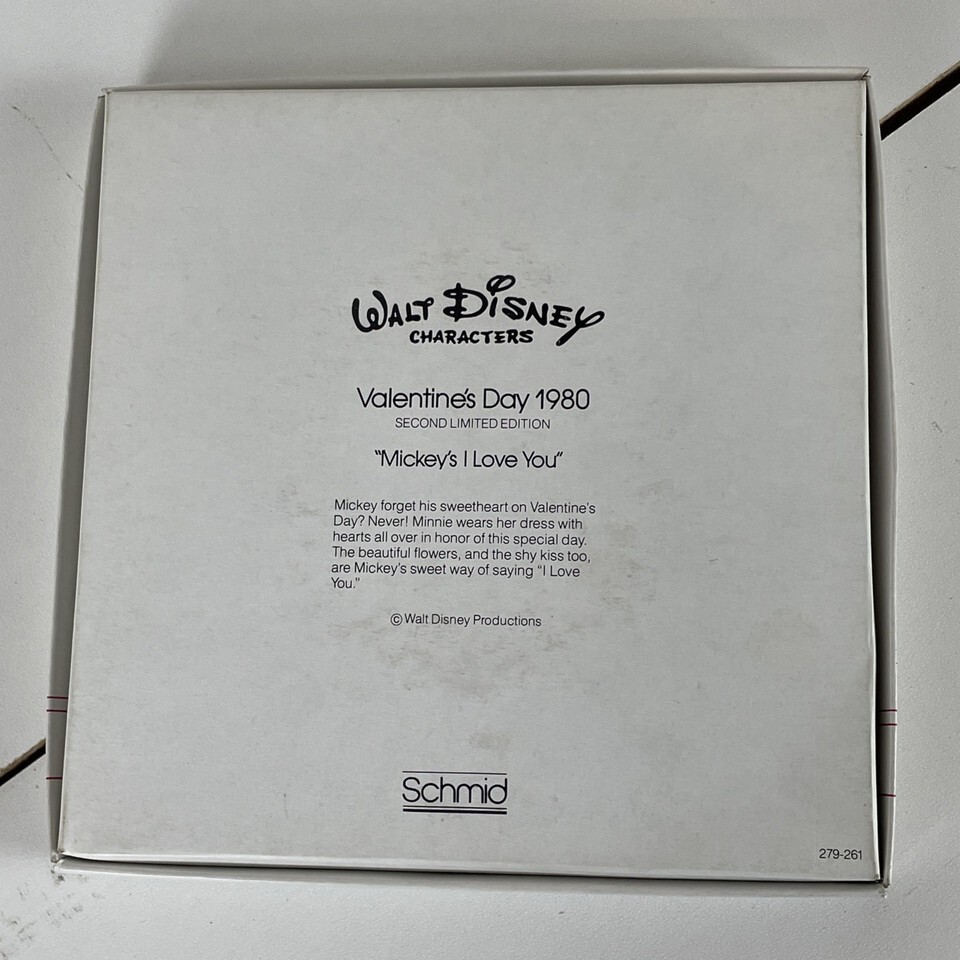 WALT DISNEY
CHARACTERS
Valentine's Day 1980
SECOND LIMITED EDITION
"Mickey's I Love You"
Mickey forget his sweetheart on Valentine's
Day? Never! Minnie wears her dress with
hearts all over in honor of this special day.
The beautiful flowers, and the shy kiss too,
are Mickey's sweet way of saying "I Love
You."
© Walt Disney Productions
Schmid
279-261